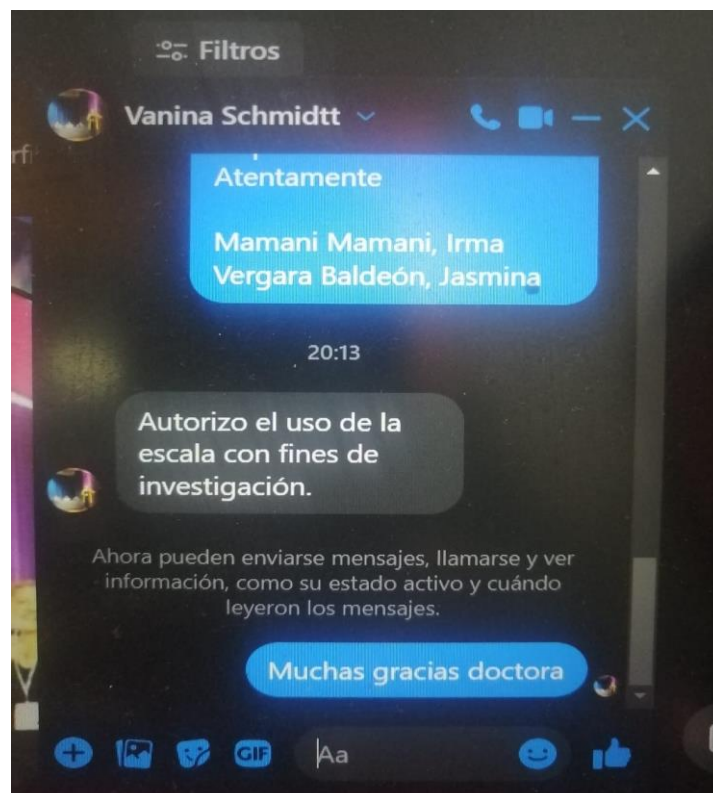 Filtros
Vanina Schmidtt
Atentamente
Mamani Mamani, Irma
Vergara Baldeón, Jasmina
20:13
Autorizo el uso de la
escala con fines de
investigación.
Ahora pueden enviarse mensajes, llamarse y ver
información, como su estado activo y cuándo
leyeron los mensajes.
Muchas gracias doctora
GIF
Aa